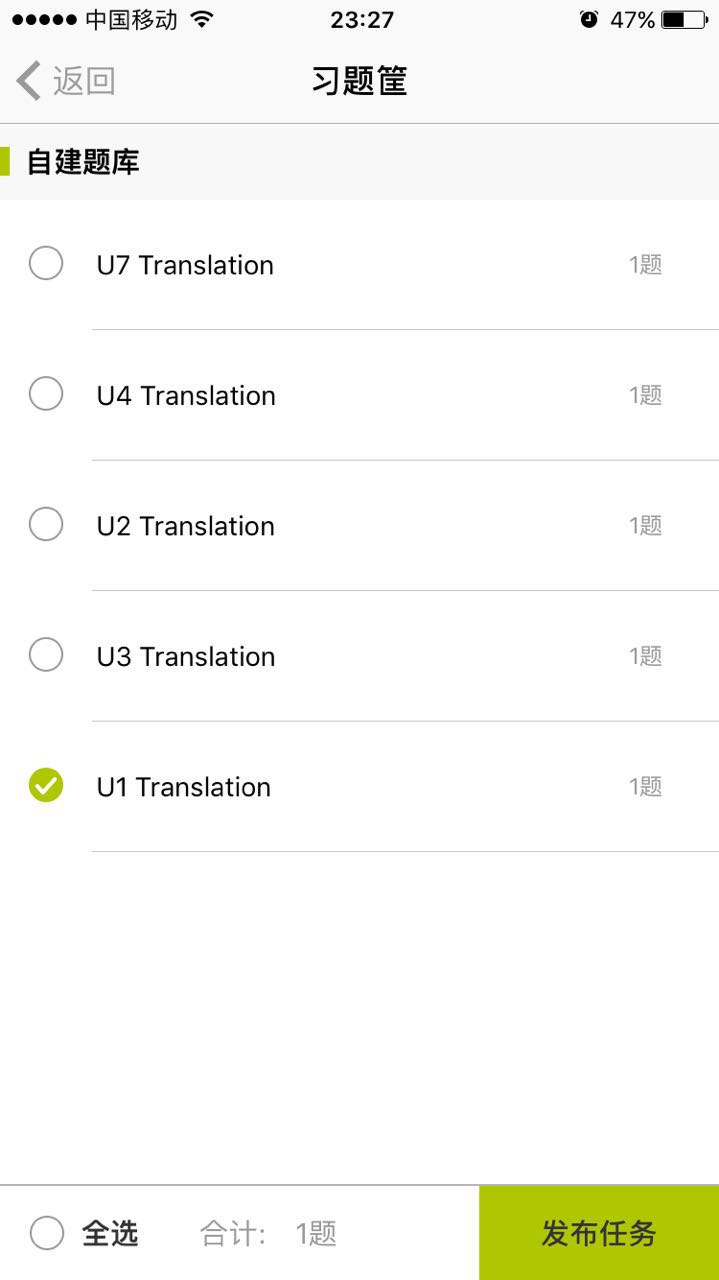 中国移动 23:27 47%
返回 习题筐
自建题库
U7 Translation 1题
U4 Translation 1题
U2 Translation 1题
U3 Translation 1题
U1 Translation 1题
全选 合计: 1题 发布任务